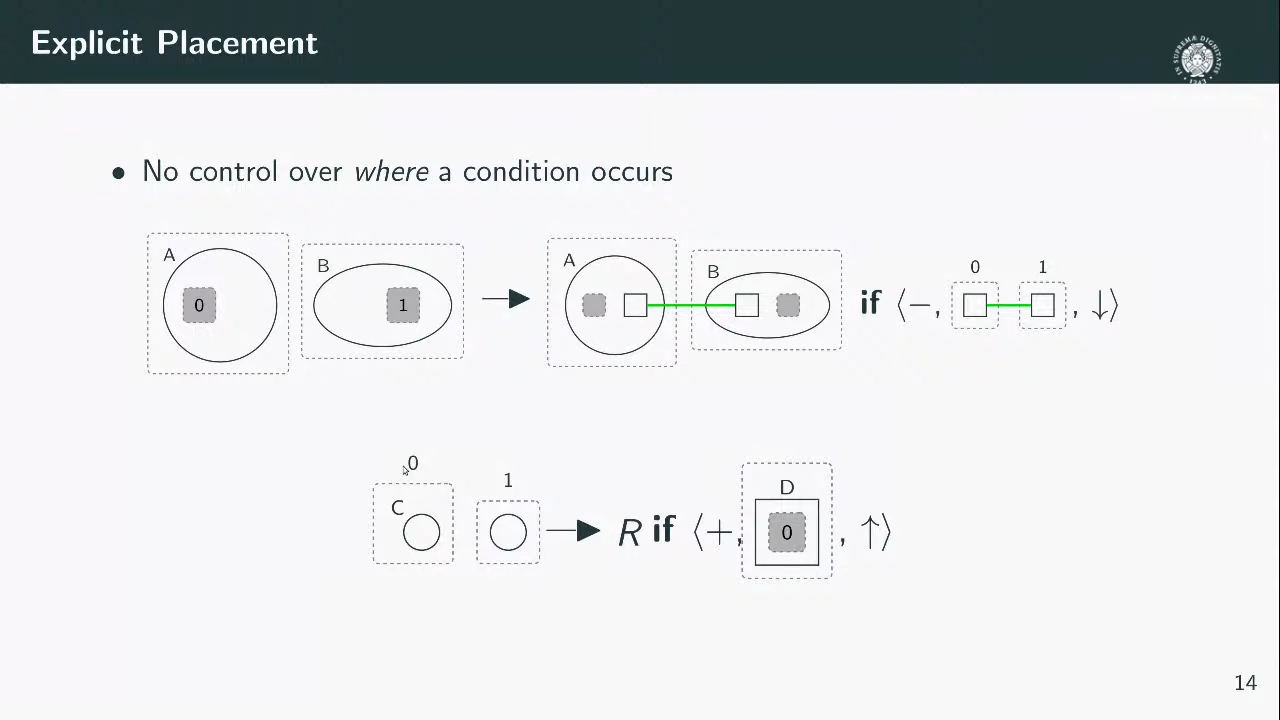 Explicit Placement
• No control over where a condition occurs
A 0 B 1 A B if ⟨−, 0 1 , ↓⟩
C 0 1 R if ⟨+, D 0 , ↑⟩
14